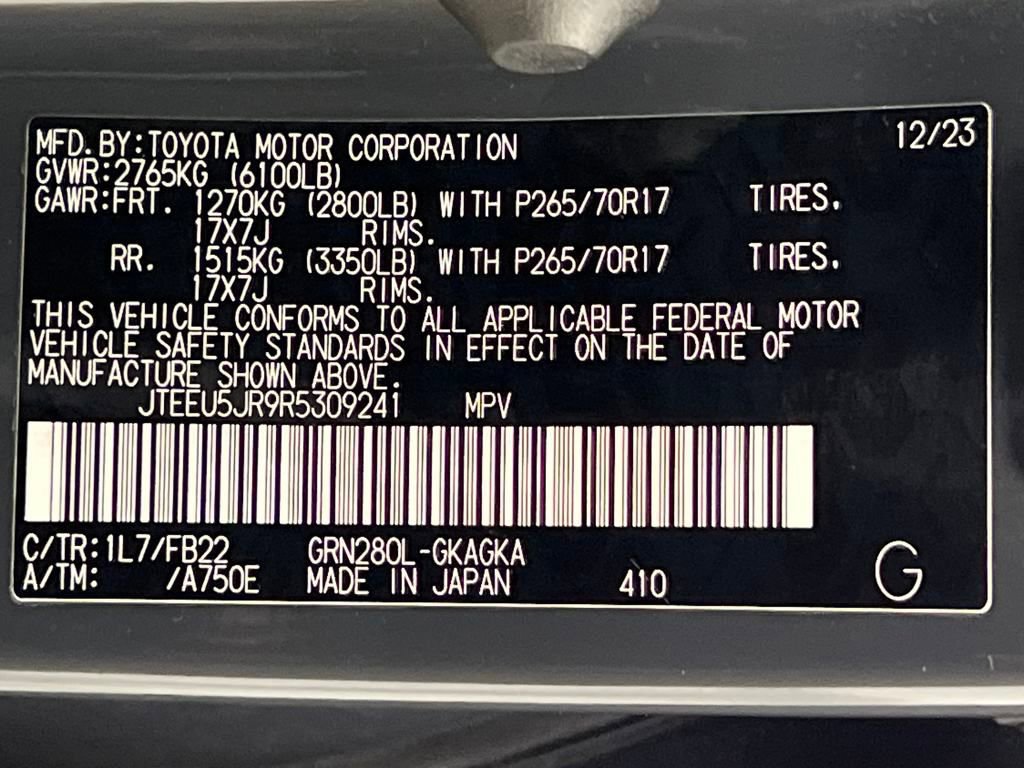 MFD. BY: TOYOTA MOTOR CORPORATION 12/23
GVWR: 2765KG (6100LB)
GAWR: FRT. 1270KG (2800LB) WITH P265/70R17 TIRES.
17X7J RIMS.
RR. 1515KG (3350LB) WITH P265/70R17 TIRES.
17X7J RIMS.
THIS VEHICLE CONFORMS TO ALL APPLICABLE FEDERAL MOTOR
VEHICLE SAFETY STANDARDS IN EFFECT ON THE DATE OF
MANUFACTURE SHOWN ABOVE.
JTEEU5JR9R5309241 MPV
C/TR: 1L7/FB22 GRN280L-GKAGKA
A/TM: /A750E MADE IN JAPAN 410 G